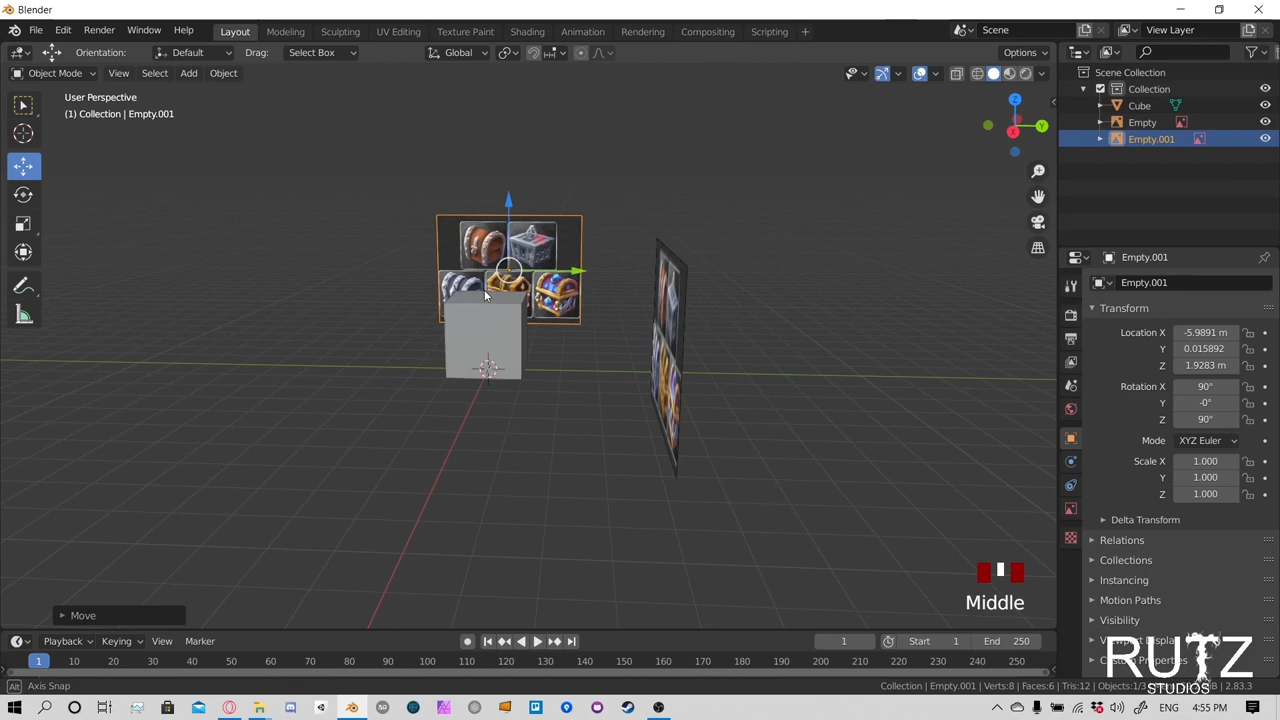 Blender
File Edit Render Window Help Layout Modeling Sculpting UV Editing Texture Paint Shading Animation Rendering Compositing Scripting + Scene View Layer
Orientation: Default Drag: Select Box Global Options
Object Mode View Select Add Object
User Perspective
(1) Collection | Empty.001
Z
Y
X
Scene Collection
Collection
Cube
Empty
Empty.001
Empty.001
Empty.001
Transform
Location X -5.9891 m
Y 0.015892
Z 1.9283 m
Rotation X 90°
Y -0°
Z 90°
Mode XYZ Euler
Scale X 1.000
Y 1.000
Z 1.000
Delta Transform
Relations
Collections
Instancing
Motion Paths
Visibility
Viewport Display
Custom Properties
Middle
Move
RUTZ
STUDIOS
Playback Keying View Marker 1 Start 1 End 250
1 10 20 30 40 50 60 70 80 90 100 110 120 130 140 150 160 170 180 190 200 210 220 230 240 250
Alt Axis Snap Collection | Empty.001 | Verts:8 | Faces:6 | Tris:12 | Objects:1/3 2.83.3
ENG 4:55 PM